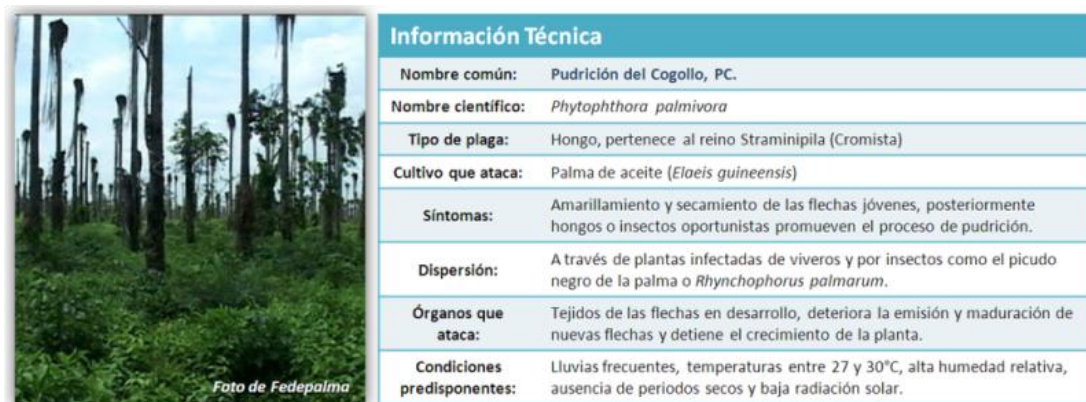 Información Técnica
Nombre común: Pudrición del Cogollo, PC.
Nombre científico: Phytophthora palmivora
Tipo de plaga: Hongo, pertenece al reino Straminipila (Cromista)
Cultivo que ataca: Palma de aceite (Elaeis guineensis)
Síntomas: Amarillamiento y secamiento de las flechas jóvenes, posteriormente
hongos o insectos oportunistas promueven el proceso de pudrición.
Dispersión: A través de plantas infectadas de viveros y por insectos como el picudo
negro de la palma o Rhynchophorus palmarum.
Órganos que
ataca: Tejidos de las flechas en desarrollo, deteriora la emisión y maduración de
nuevas flechas y detiene el crecimiento de la planta.
Condiciones
predisponentes: Lluvias frecuentes, temperaturas entre 27 y 30°C, alta humedad relativa,
ausencia de periodos secos y baja radiación solar.
Foto de Fedepalma